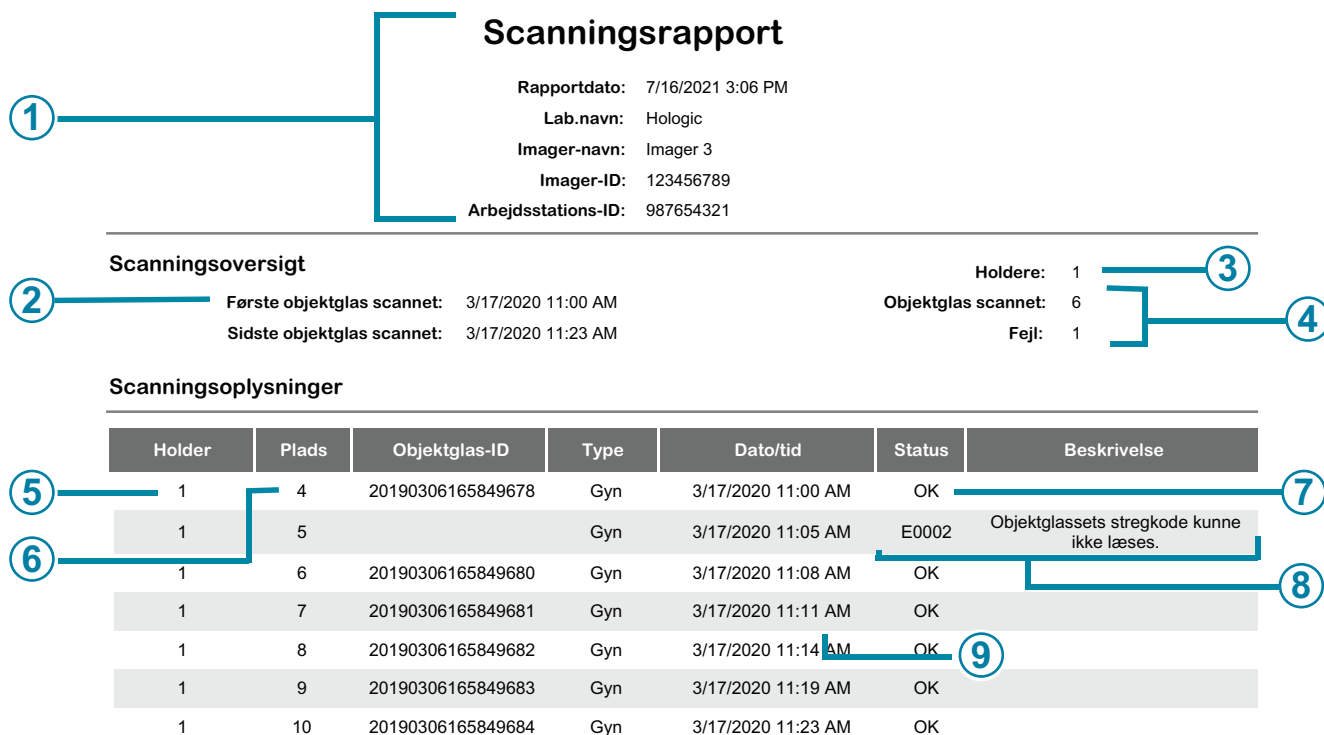 Scanningsrapport
Rapportdato: 7/16/2021 3:06 PM
1
Lab.navn: Hologic
Imager-navn: Imager 3
Imager-ID: 123456789
Arbejdsstations-ID: 987654321
Scanningsoversigt
Holdere: 1
3
2
Første objektglas scannet: 3/17/2020 11:00 AM
Objektglas scannet: 6
4
Sidste objektglas scannet: 3/17/2020 11:23 AM
Fejl: 1
Scanningsoplysninger
Holder Plads Objektglas-ID Type Dato/tid Status Beskrivelse
5
1 4 20190306165849678 Gyn 3/17/2020 11:00 AM OK
7
1 5 Gyn 3/17/2020 11:05 AM E0002 Objektglassets stregkode kunne
ikke læses.
6
1 6 20190306165849680 Gyn 3/17/2020 11:08 AM OK
8
1 7 20190306165849681 Gyn 3/17/2020 11:11 AM
1 8 20190306165849682 Gyn 3/17/2020 11:14 AM OK
9
1 9 20190306165849683 Gyn 3/17/2020 11:19 AM OK
1 10 20190306165849684 Gyn 3/17/2020 11:23 AM OK